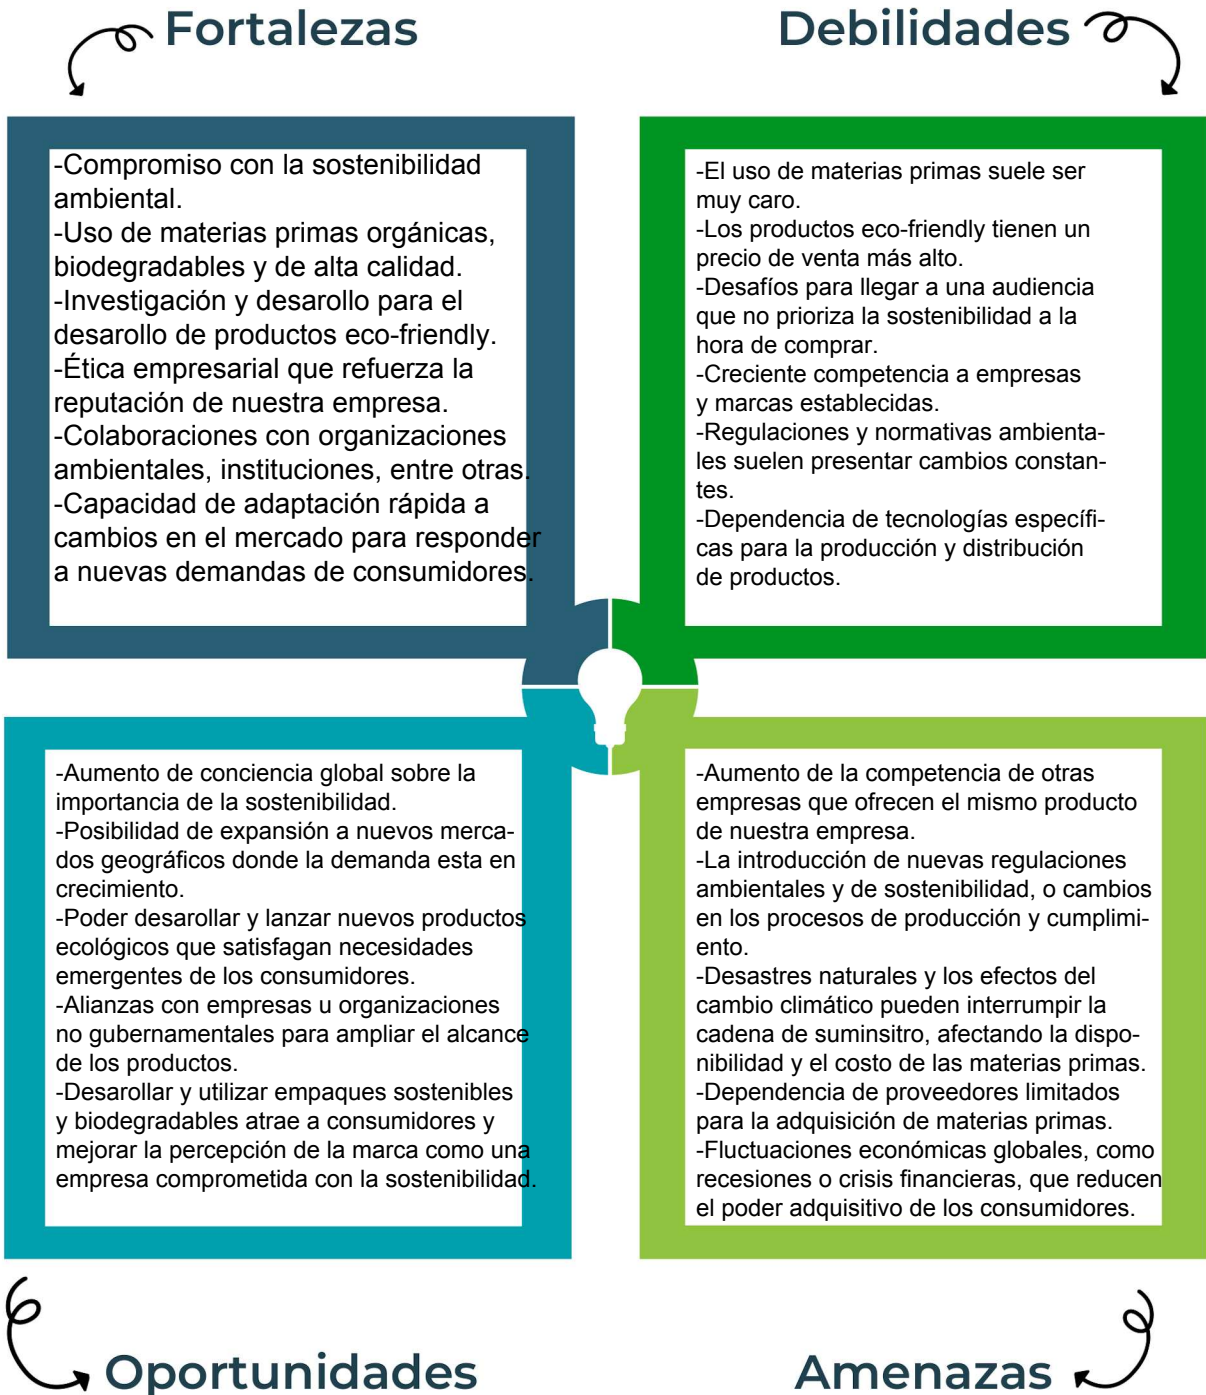 Fortalezas
-Compromiso con la sostenibilidad
ambiental.
-Uso de materias primas orgánicas,
biodegradables y de alta calidad.
-Investigación y desarollo para el
desarollo de productos eco-friendly.
-Ética empresarial que refuerza la
reputación de nuestra empresa.
-Colaboraciones con organizaciones
ambientales, instituciones, entre otras.
-Capacidad de adaptación rápida a
cambios en el mercado para responder
a nuevas demandas de consumidores.
Debilidades
-El uso de materias primas suele ser
muy caro.
-Los productos eco-friendly tienen un
precio de venta más alto.
-Desafíos para llegar a una audiencia
que no prioriza la sostenibilidad a la
hora de comprar.
-Creciente competencia a empresas
y marcas establecidas.
-Regulaciones y normativas ambienta-
les suelen presentar cambios constan-
tes.
-Dependencia de tecnologías específi-
cas para la producción y distribución
de productos.
-Aumento de conciencia global sobre la
importancia de la sostenibilidad.
-Posibilidad de expansión a nuevos merca-
dos geográficos donde la demanda esta en
crecimiento.
-Poder desarollar y lanzar nuevos productos
ecológicos que satisfagan necesidades
emergentes de los consumidores.
-Alianzas con empresas u organizaciones
no gubernamentales para ampliar el alcance
de los productos.
-Desarollar y utilizar empaques sostenibles
y biodegradables atrae a consumidores y
mejorar la percepción de la marca como una
empresa comprometida con la sostenibilidad.
Oportunidades
-Aumento de la competencia de otras
empresas que ofrecen el mismo producto
de nuestra empresa.
-La introducción de nuevas regulaciones
ambientales y de sostenibilidad, o cambios
en los procesos de producción y cumplimi-
ento.
-Desastres naturales y los efectos del
cambio climático pueden interrumpir la
cadena de suminsitro, afectando la dispo-
nibilidad y el costo de las materias primas.
-Dependencia de proveedores limitados
para la adquisición de materias primas.
-Fluctuaciones económicas globales, como
recesiones o crisis financieras, que reducen
el poder adquisitivo de los consumidores.
Amenazas